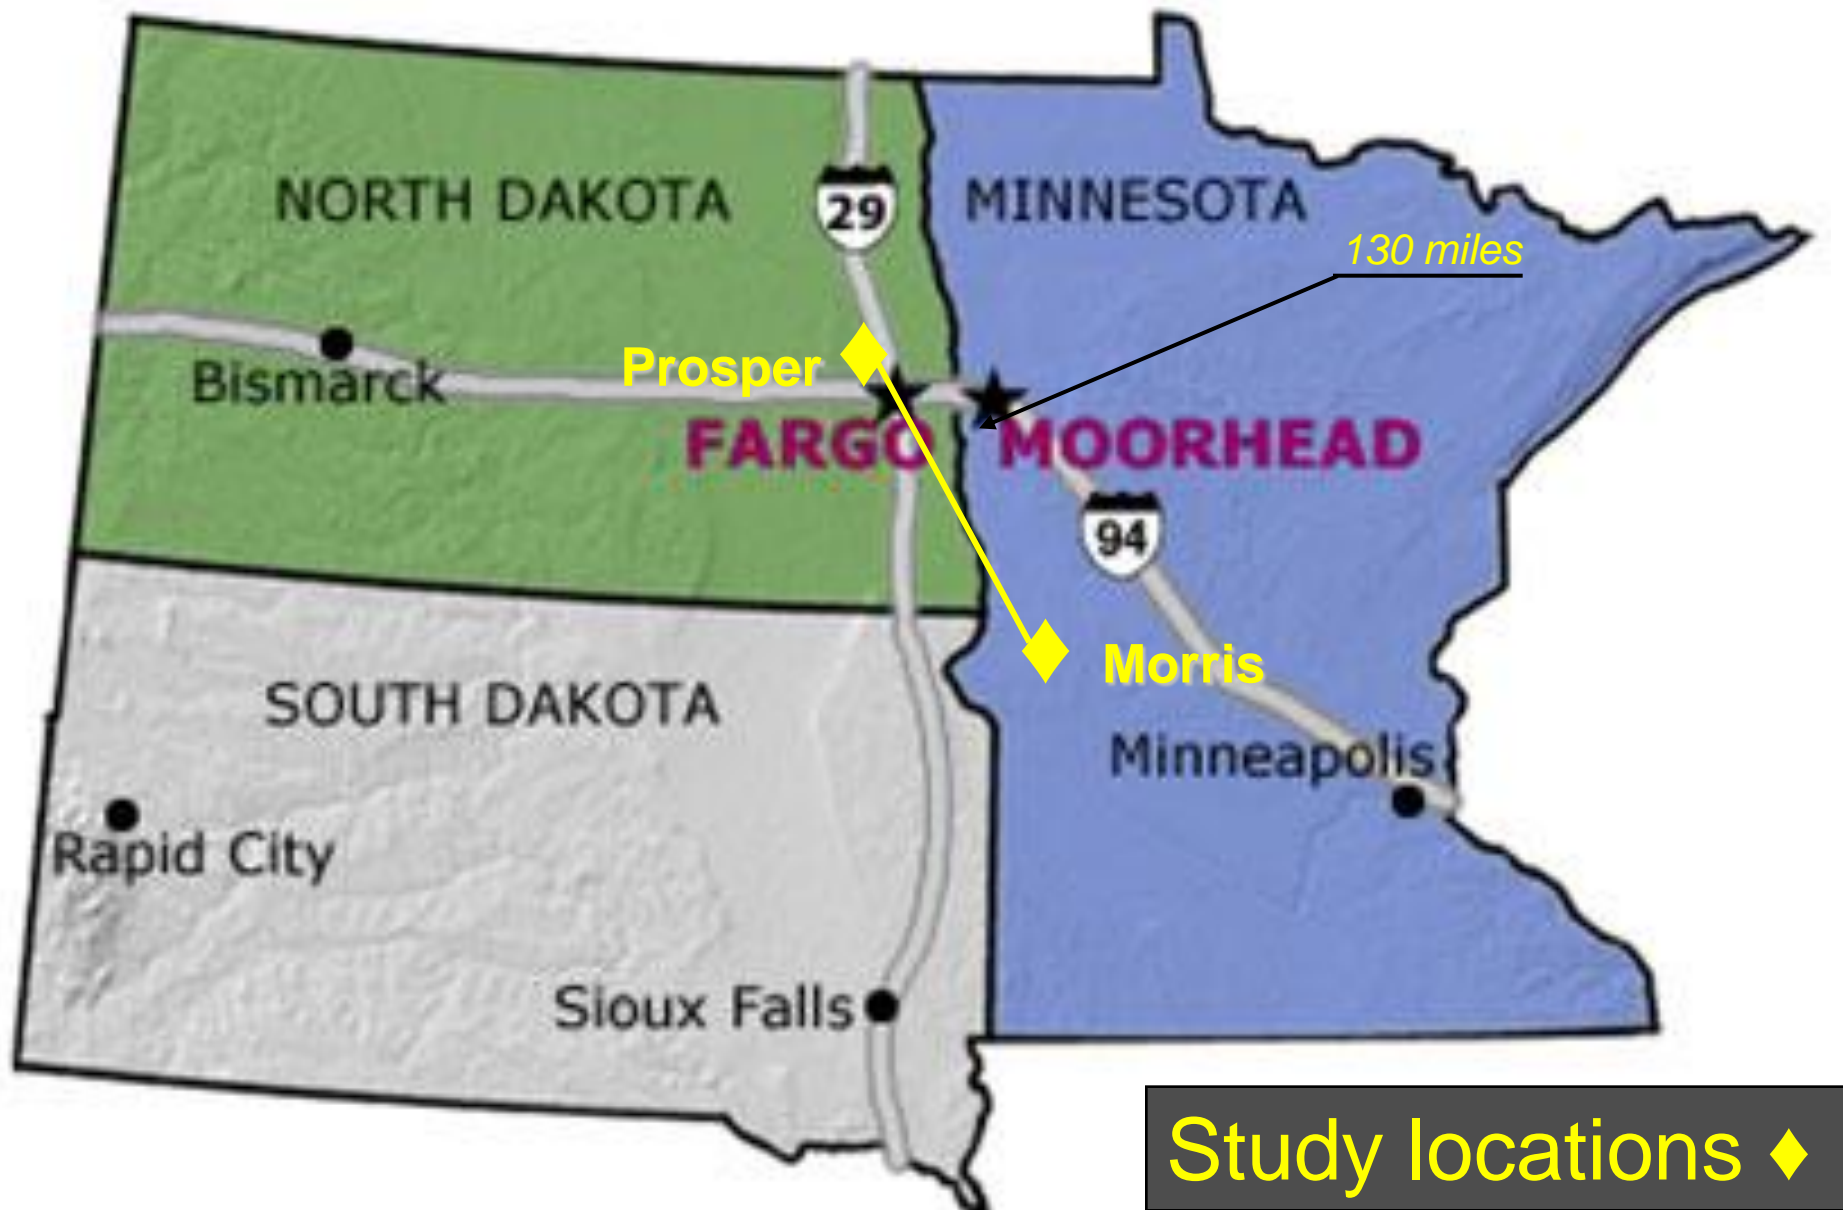 NORTH DAKOTA
29
MINNESOTA
130 miles
Bismarck
Prosper
FARGO
MOORHEAD
94
SOUTH DAKOTA
Morris
Minneapolis
Rapid City
Sioux Falls
Study locations ♦